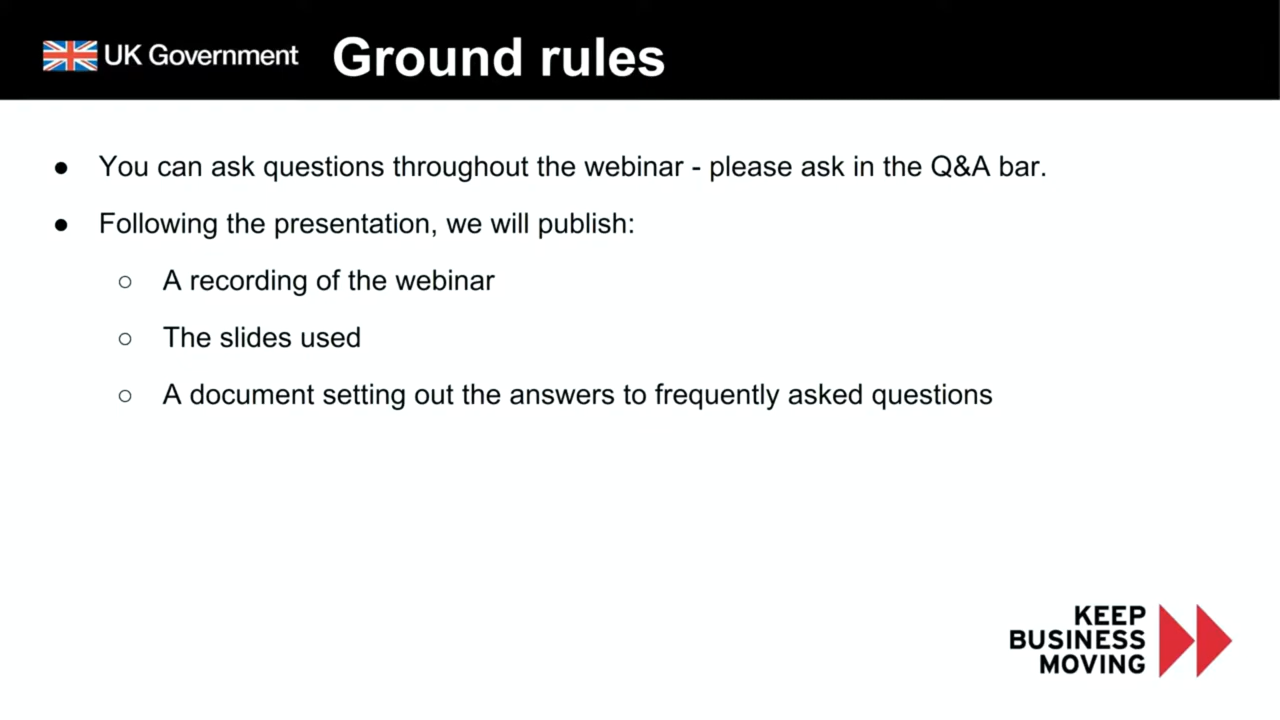 UK Government
Ground rules
● You can ask questions throughout the webinar - please ask in the Q&A bar.
● Following the presentation, we will publish:
○ A recording of the webinar
○ The slides used
○ A document setting out the answers to frequently asked questions
KEEP
BUSINESS
MOVING